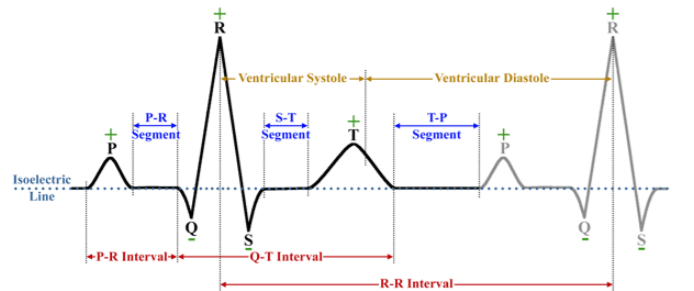 +
R
+
R
Ventricular Systole
Ventricular Diastole
P-R
Segment
S-T
Segment
T-P
Segment
+
P
+
T
+
P
Isoelectric
Line
Q
-
S
-
Q
-
S
-
P-R Interval
Q-T Interval
R-R Interval